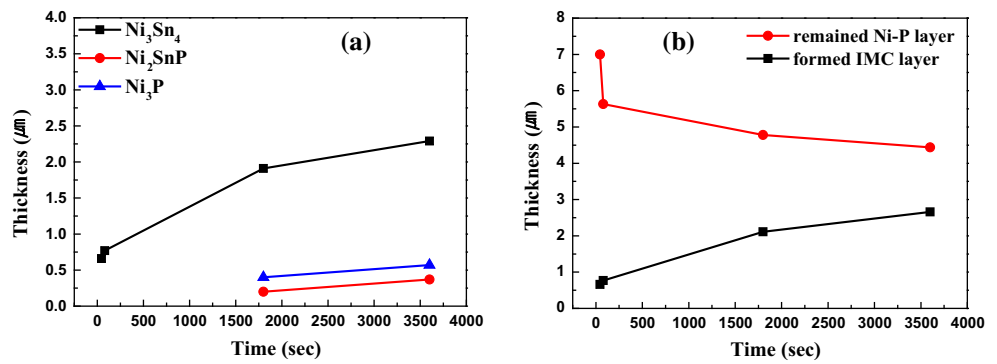 4.0
3.5
3.0
2.5
2.0
1.5
1.0
0.5
0.0
Thickness (㎛)
Ni₃Sn₄
Ni₂SnP
Ni₃P
(a)
0 500 1000 1500 2000 2500 3000 3500 4000
Time (sec)
8
7
6
5
4
3
2
1
0
Thickness (㎛)
(b)
remained Ni-P layer
formed IMC layer
0 500 1000 1500 2000 2500 3000 3500 4000
Time (sec)